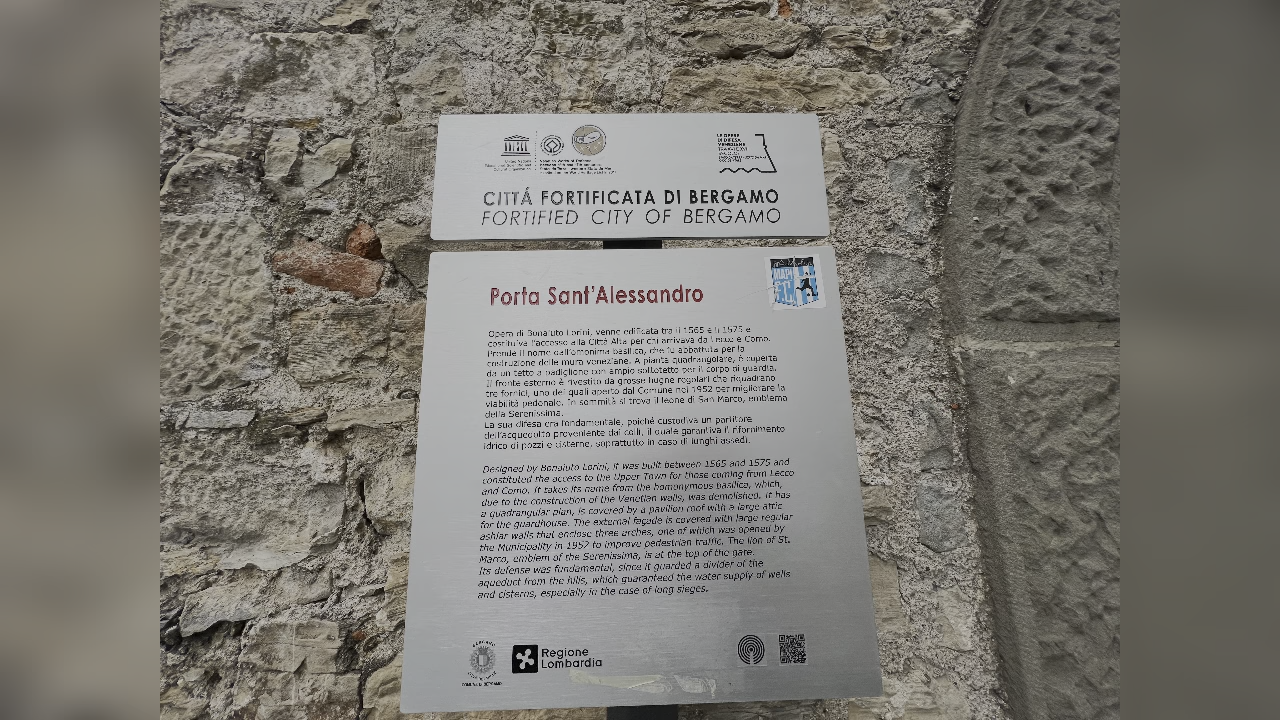 CITTÁ FORTIFICATA DI BERGAMO
FORTIFIED CITY OF BERGAMO
Porta Sant'Alessandro
Opera di Bonaiuto Lorini, venne edificata tra il 1565 e il 1575 e
costituiva l'accesso alla Città Alta per chi arrivava da Lecco e Como.
Prende il nome dall'omonima basilica, che fu abbattuta per la
costruzione delle mura veneziane. A pianta quadrangolare, è coperta
da un tetto a padiglione con ampio sottotetto per il corpo di guardia.
Il fronte esterno è rivestito da grosse bugne regolari che riquadrano
tre fornici, uno dei quali aperto dal Comune nel 1952 per migliorare la
viabilità pedonale. In sommità si trova il leone di San Marco, emblema
della Serenissima.
La sua difesa era fondamentale, poiché custodiva un partitore
dell'acquedotto proveniente dai colli, il quale garantiva il rifornimento
idrico di pozzi e cisterne, soprattutto in caso di lunghi assedi.
Designed by Bonaiuto Lorini, it was built between 1565 and 1575 and
constituted the access to the Upper Town for those coming from Lecco
and Como. It takes its name from the homonymous basilica, which,
due to the construction of the Venetian walls, was demolished. It has
a quadrangular plan, is covered by a pavilion roof with a large attic
for the guardhouse. The external façade is covered with large regular
ashlar walls that enclose three arches, one of which was opened by
the Municipality in 1957 to improve pedestrian traffic. The lion of St.
Marco, emblem of the Serenissima, is at the top of the gate.
Its defense was fundamental, since it guarded a divider of the
aqueduct from the hills, which guaranteed the water supply of wells
and cisterns, especially in the case of long sieges.
BERGAMO
COMUNE DI BERGAMO
Regione
Lombardia